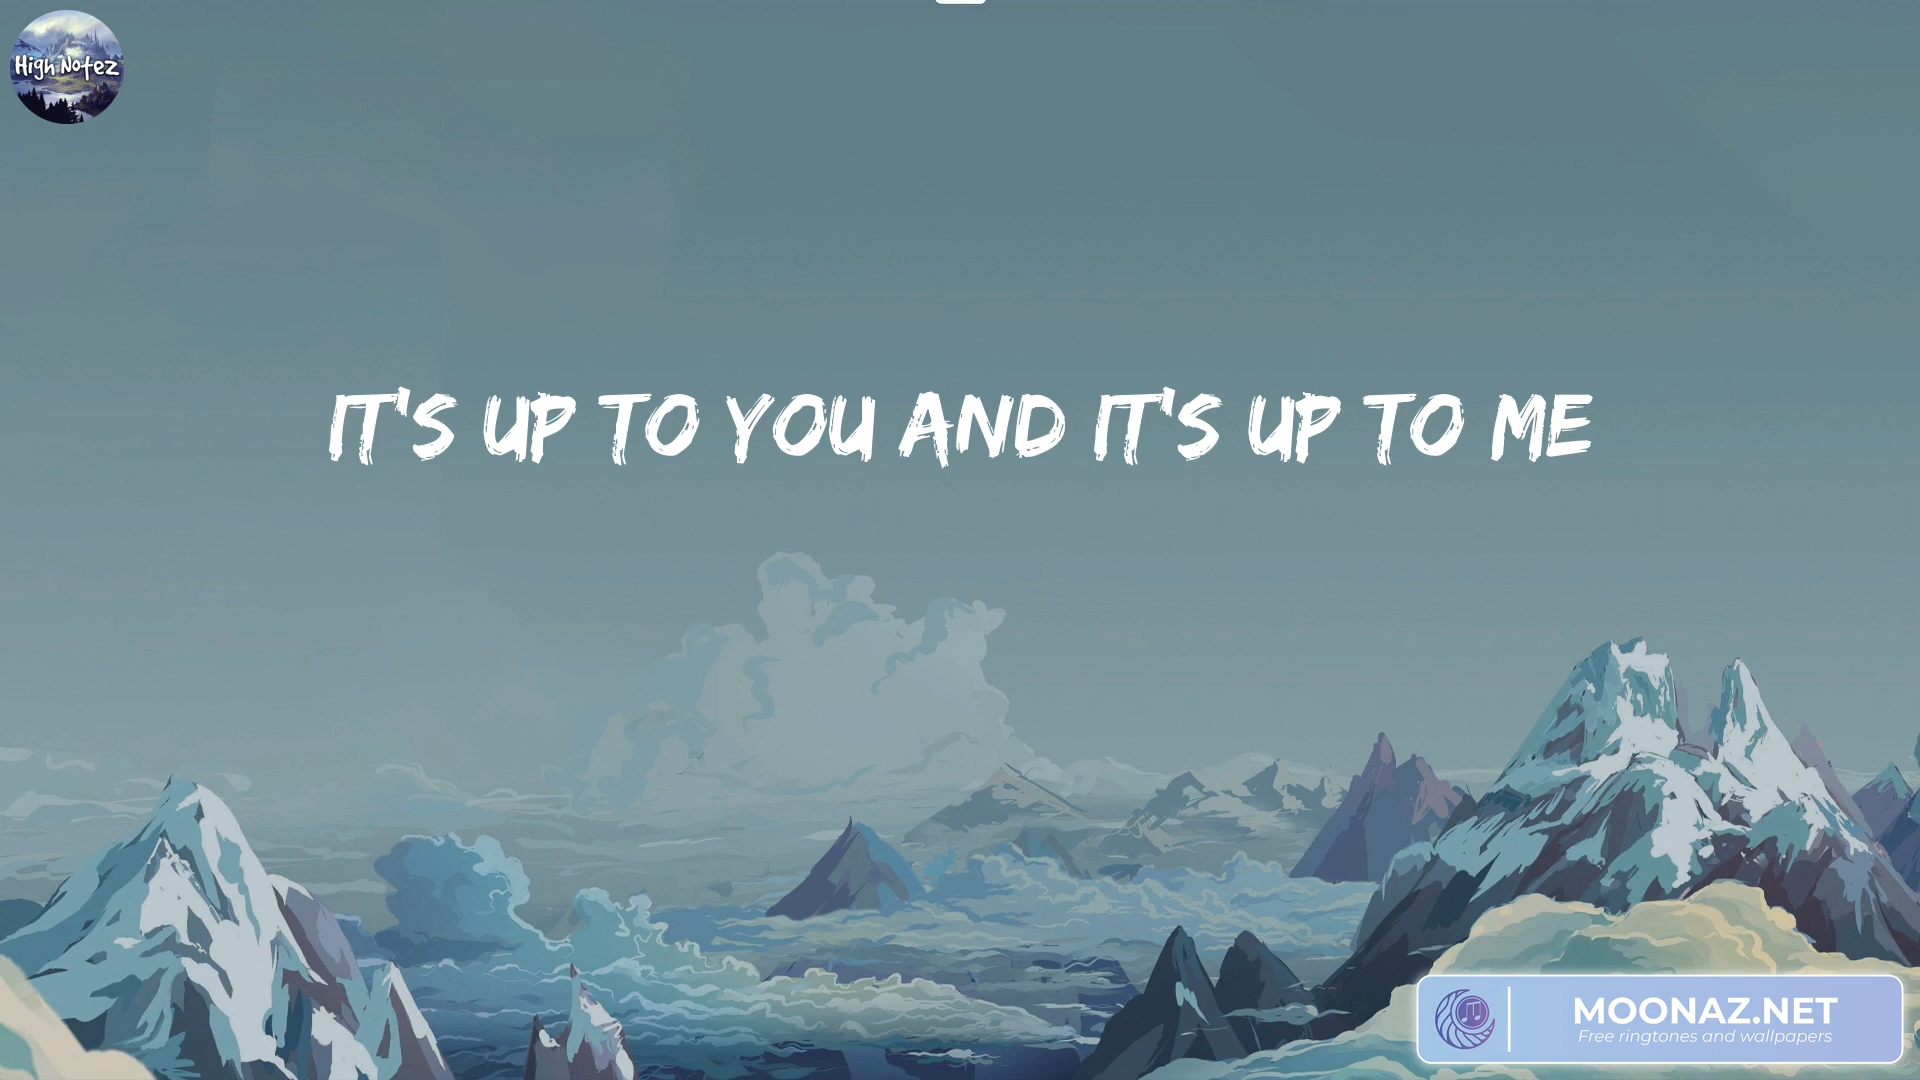 High Notez
IT'S UP TO YOU AND IT'S UP TO ME
MOONAZ.NET
Free ringtones and wallpapers